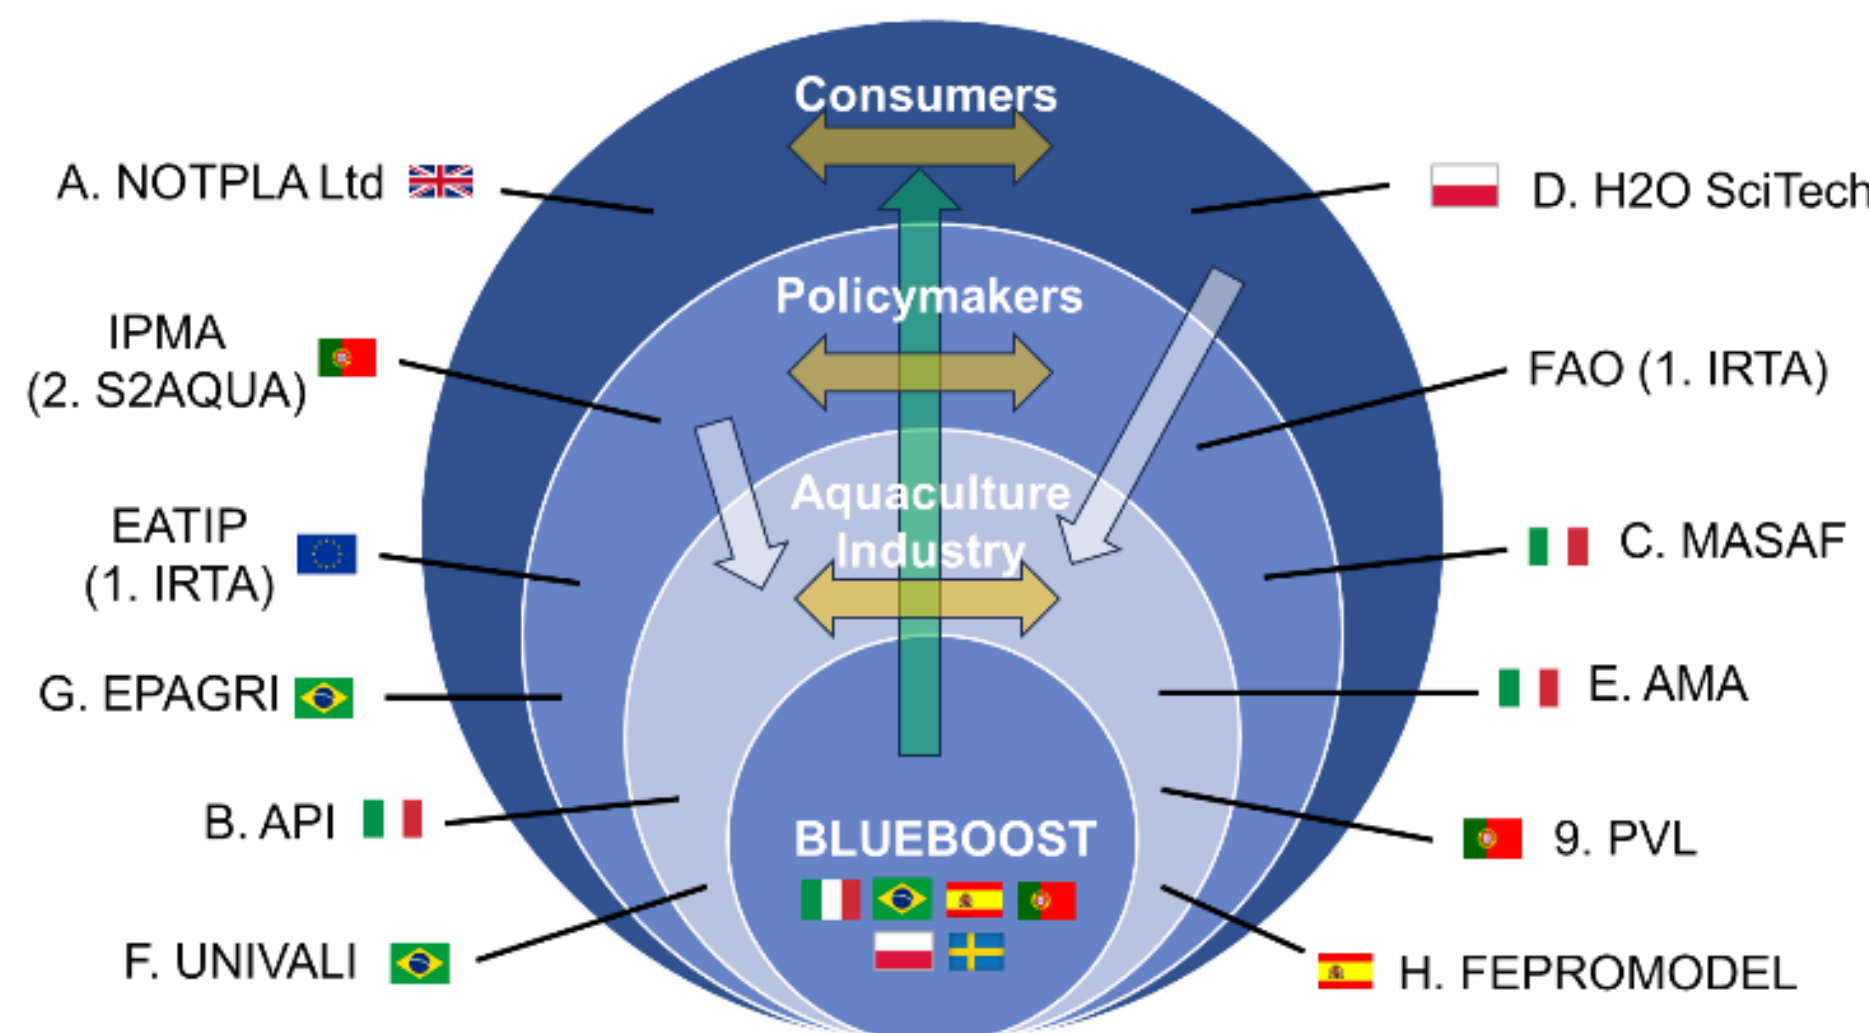 Consumers
A. NOTPLA Ltd
D. H2O SciTech
Policymakers
IPMA
(2. S2AQUA)
FAO (1. IRTA)
Aquaculture
Industry
EATIP
(1. IRTA)
C. MASAF
G. EPAGRI
E. AMA
B. API
BLUEBOOST
9. PVL
F. UNIVALI
H. FEPROMODEL